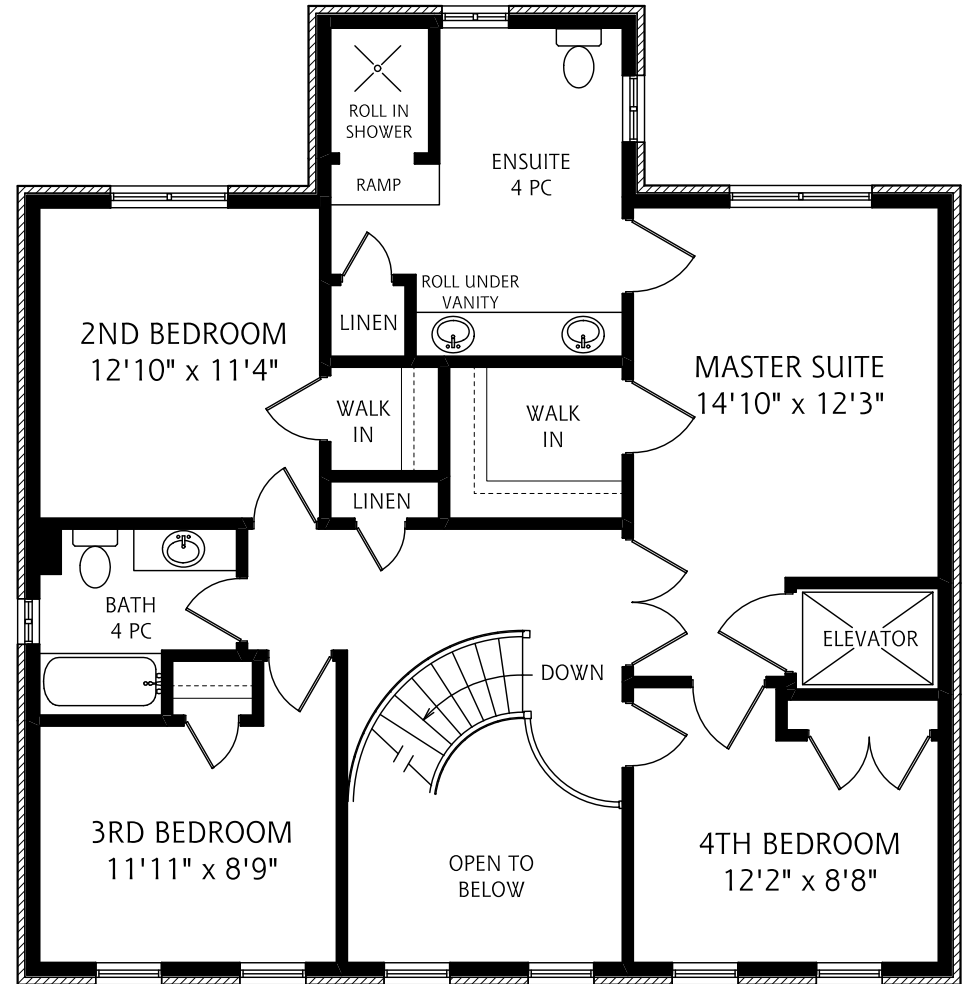 ROLL IN
SHOWER
RAMP
ENSUITE
4 PC
ROLL UNDER
VANITY
LINEN
2ND BEDROOM
12'10" x 11'4"
MASTER SUITE
14'10" x 12'3"
WALK
IN
WALK
IN
LINEN
BATH
4 PC
ELEVATOR
DOWN
3RD BEDROOM
11'11" x 8'9"
OPEN TO
BELOW
4TH BEDROOM
12'2" x 8'8"